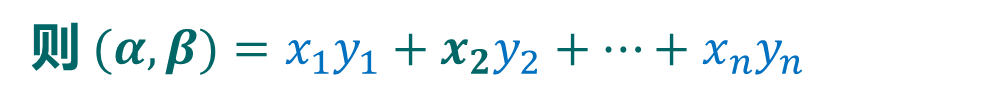 则 (α, β) = x₁y₁ + x₂y₂ + ⋯ + xₙyₙ